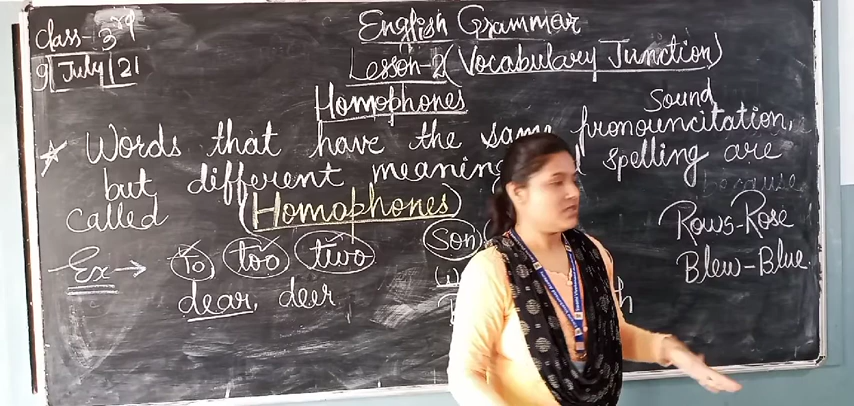 Class- 3rd
9 | July | 21
English Grammar
Lesson-2 (Vocabulary Junction)
Homophones
Sound
Words that have the same pronouncitation,
but different meaning spelling are
called (Homophones)
because
Ex → To too two Son
dear, deer
Rows-Rose
Blew-Blue